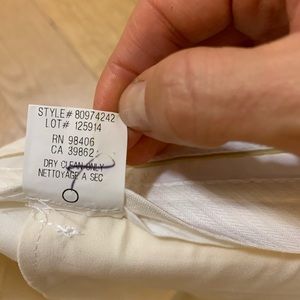 STYLE# 80974242
LOT# 125914
RN 98406
CA 39862
DRY CLEAN ONLY
NETTOYAGE A SEC